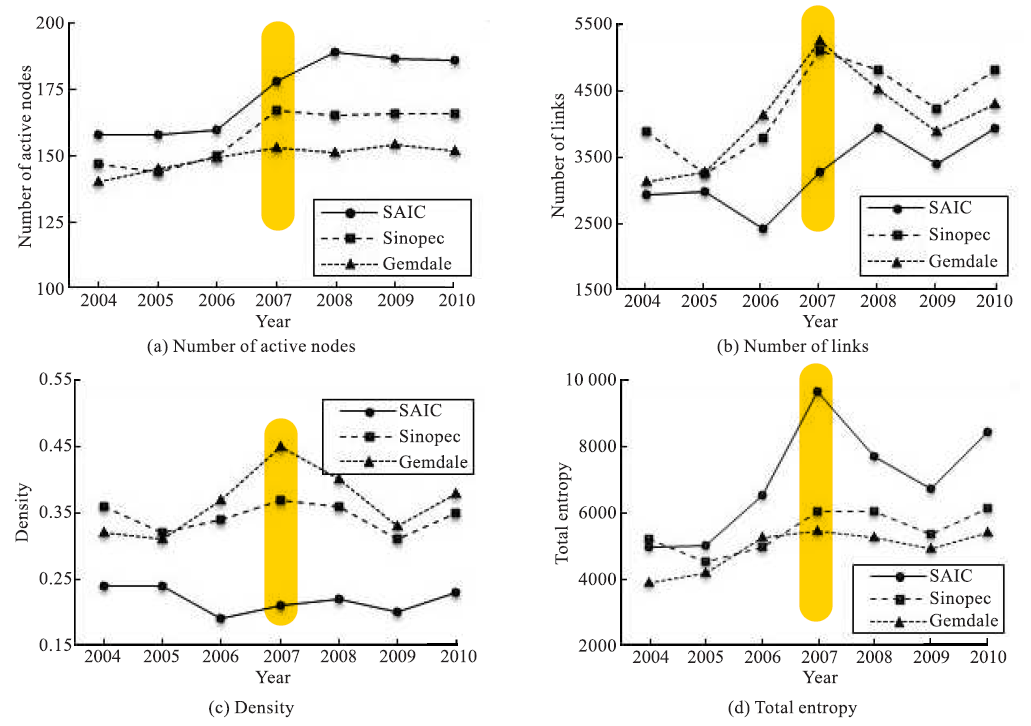 200
175
150
125
100
Number of active nodes
SAIC
Sinopec
Gemdale
2004 2005 2006 2007 2008 2009 2010
Year
(a) Number of active nodes
5500
4500
3500
2500
1500
Number of links
SAIC
Sinopec
Gemdale
2004 2005 2006 2007 2008 2009 2010
Year
(b) Number of links
0.55
0.45
0.35
0.25
0.15
Density
SAIC
Sinopec
Gemdale
2004 2005 2006 2007 2008 2009 2010
Year
(c) Density
10 000
8000
6000
4000
2000
Total entropy
SAIC
Sinopec
Gemdale
2004 2005 2006 2007 2008 2009 2010
Year
(d) Total entropy